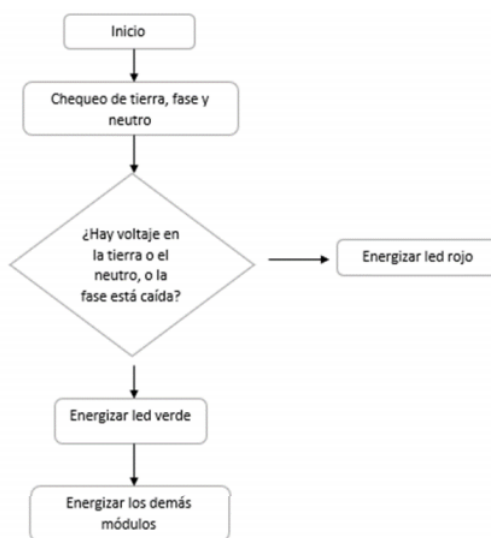 Inicio
Chequeo de tierra, fase y
neutro
¿Hay voltaje en
la tierra o el
neutro, o la
fase está caída?
Energizar led rojo
Energizar led verde
Energizar los demás
módulos